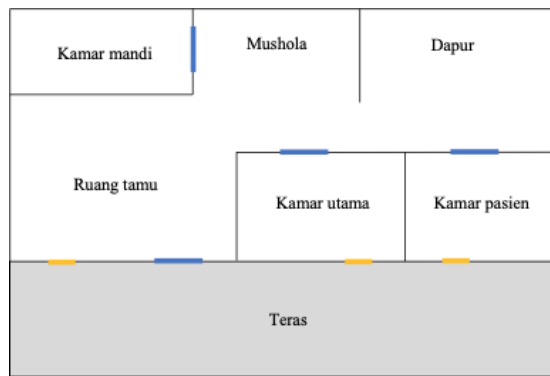 Kamar mandi
Mushola
Dapur
Ruang tamu
Kamar utama
Kamar pasien
Teras